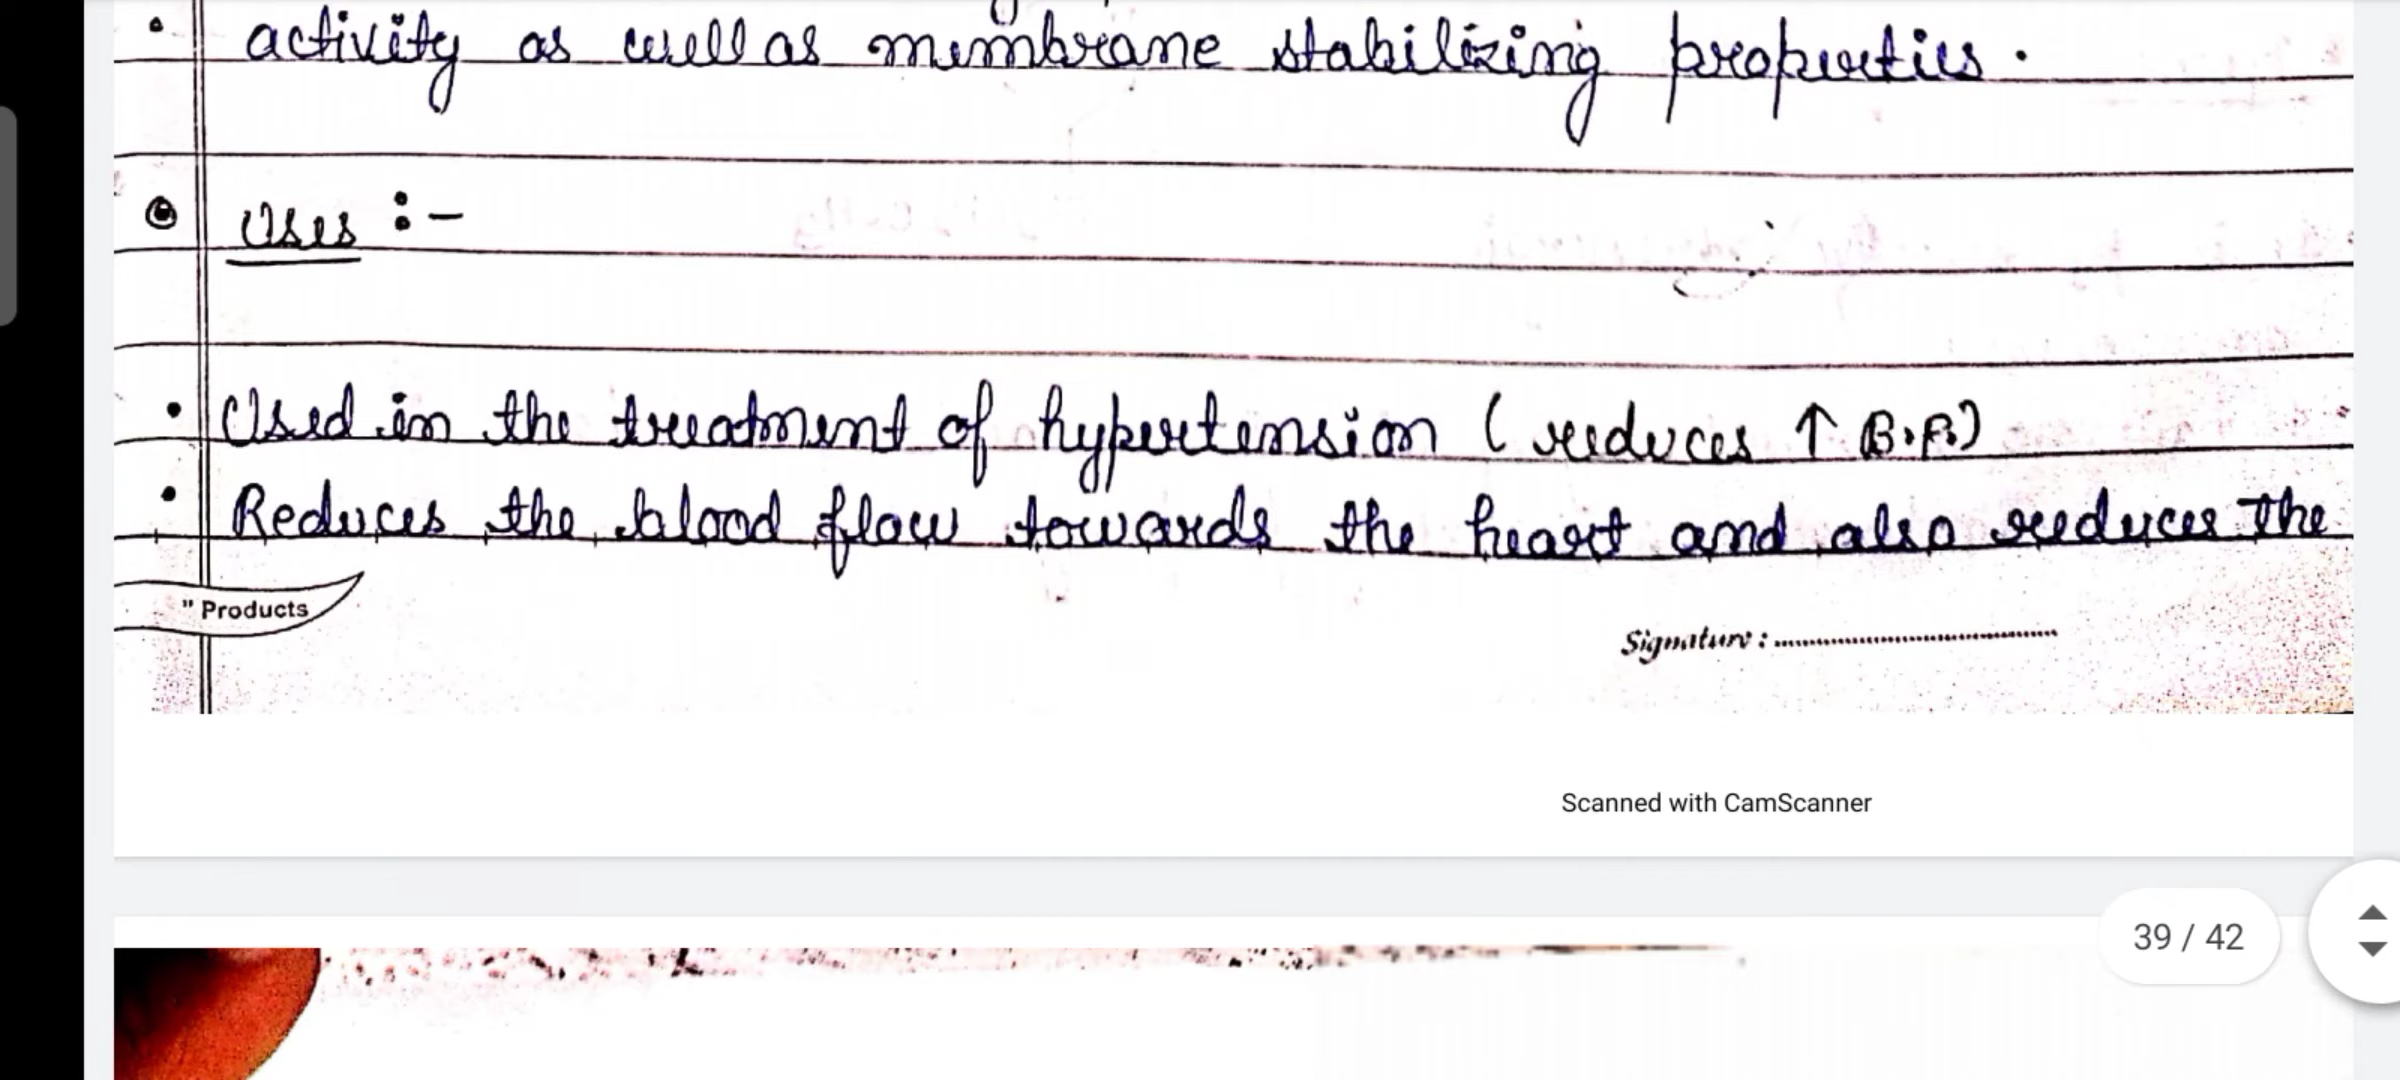 • activity as well as membrane stabilizing properties.
Uses :-
• Used in the treatment of hypertension ( reduces ↑ B.P.)
• Reduces the blood flow towards the heart and also reduces the
" Products
Signature : ........................................
Scanned with CamScanner
39 / 42